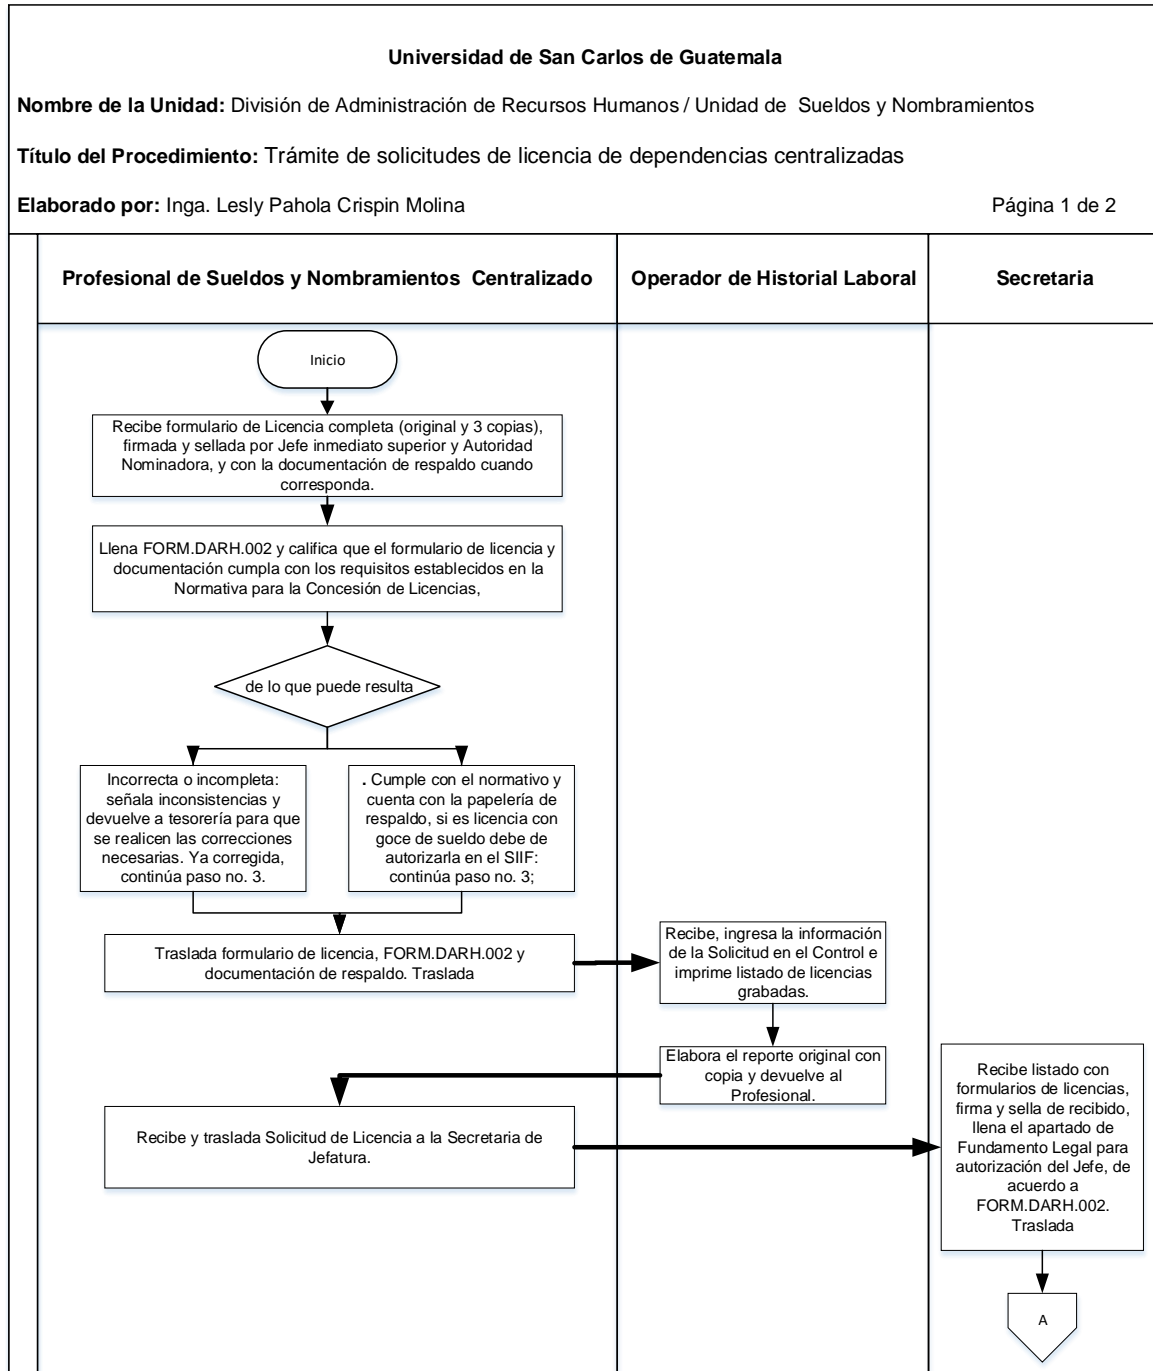 Universidad de San Carlos de Guatemala
Nombre de la Unidad: División de Administración de Recursos Humanos / Unidad de Sueldos y Nombramientos
Título del Procedimiento: Trámite de solicitudes de licencia de dependencias centralizadas
Elaborado por: Inga. Lesly Pahola Crispin Molina
Página 1 de 2
Profesional de Sueldos y Nombramientos Centralizado
Operador de Historial Laboral
Secretaria
Inicio
Recibe formulario de Licencia completa (original y 3 copias),
firmada y sellada por Jefe inmediato superior y Autoridad
Nominadora, y con la documentación de respaldo cuando
corresponda.
Llena FORM.DARH.002 y califica que el formulario de licencia y
documentación cumpla con los requisitos establecidos en la
Normativa para la Concesión de Licencias,
de lo que puede resulta
Incorrecta o incompleta:
señala inconsistencias y
devuelve a tesorería para que
se realicen las correcciones
necesarias. Ya corregida,
continúa paso no. 3.
. Cumple con el normativo y
cuenta con la papelería de
respaldo, si es licencia con
goce de sueldo debe de
autorizarla en el SIIF:
continúa paso no. 3;
Traslada formulario de licencia, FORM.DARH.002 y
documentación de respaldo. Traslada
Recibe, ingresa la información
de la Solicitud en el Control e
imprime listado de licencias
grabadas.
Elabora el reporte original con
copia y devuelve al
Profesional.
Recibe y traslada Solicitud de Licencia a la Secretaria de
Jefatura.
Recibe listado con
formularios de licencias,
firma y sella de recibido,
llena el apartado de
Fundamento Legal para
autorización del Jefe, de
acuerdo a
FORM.DARH.002.
Traslada
A